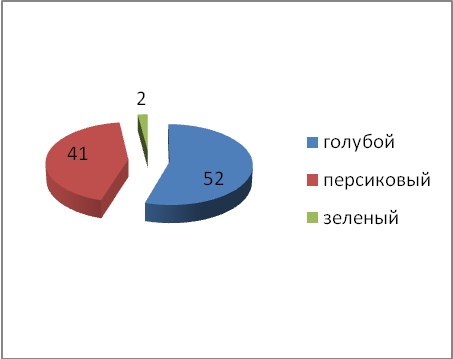 2
41
52
голубой
персиковый
зеленый